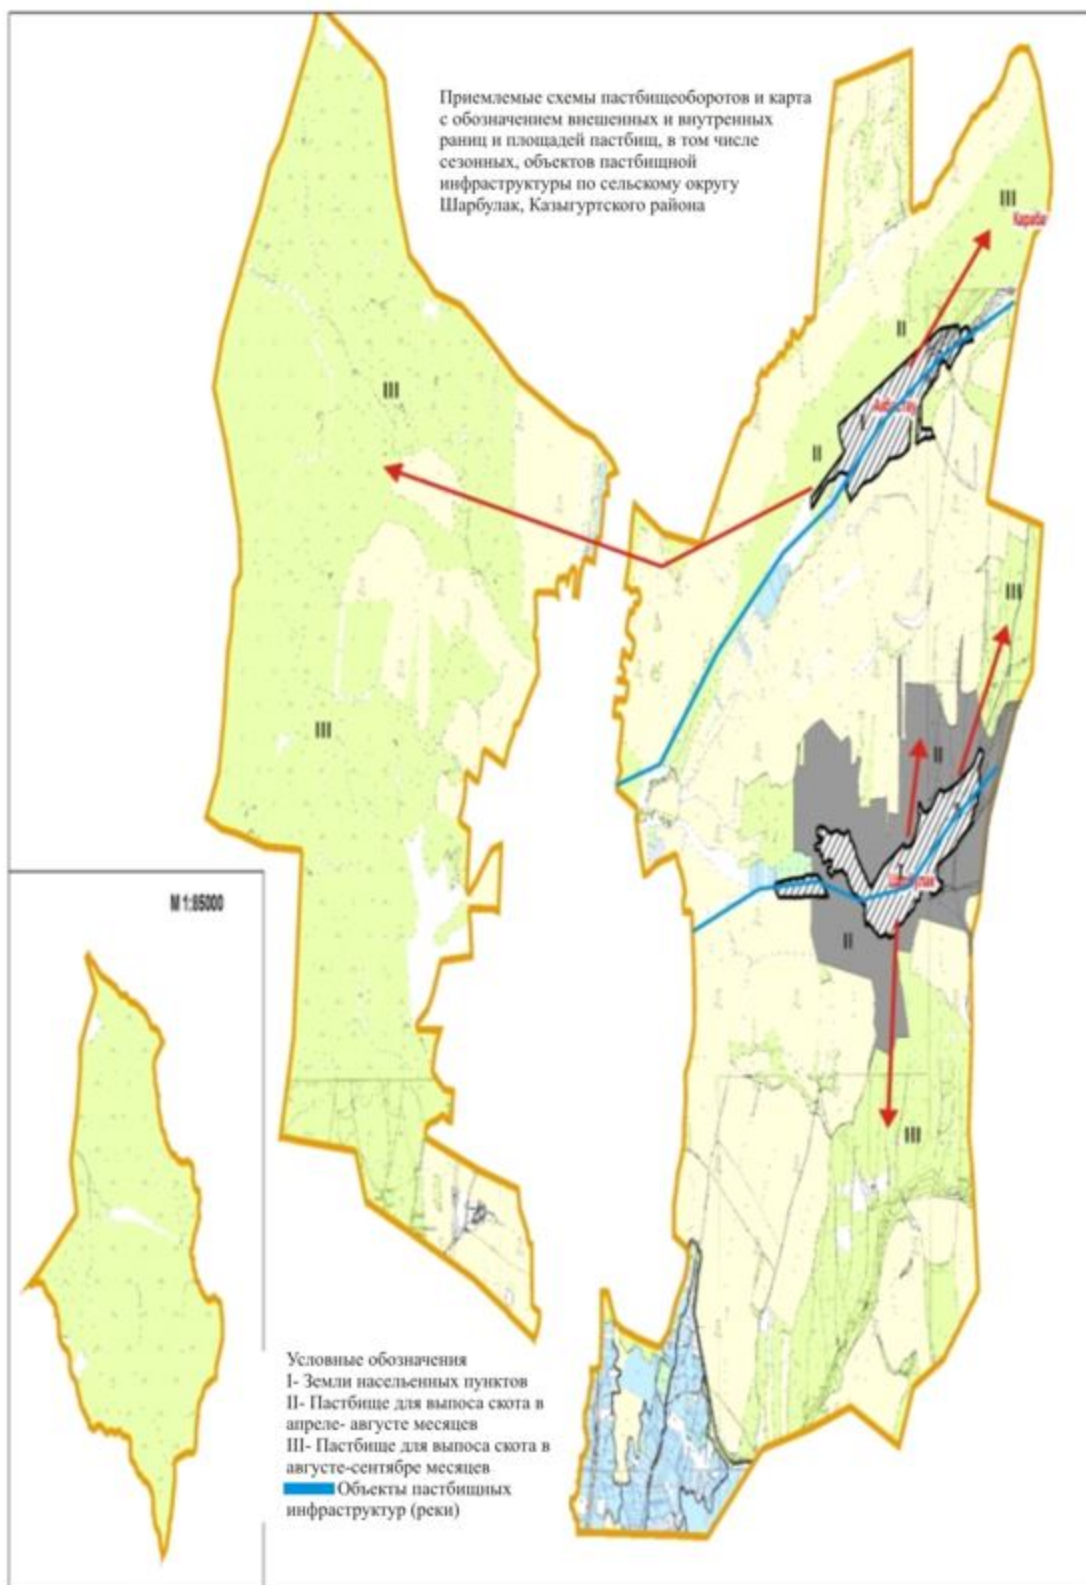 Приемлемые схемы пастбищеоборотов и карта
с обозначением внешенных и внутренных
раниц и площадей пастбищ, в том числе
сезонных, объектов пастбищной
инфраструктуры по сельскому округу
Шарбулак, Казыгуртского района
III
II
III
II
III
III
II
II
III
М 1:85000
Условные обозначения
I- Земли насельенных пунктов
II- Пастбище для выпоса скота в
апреле- августе месяцев
III- Пастбище для выпоса скота в
августе-сентябре месяцев
Объекты пастбищных
инфраструктур (реки)